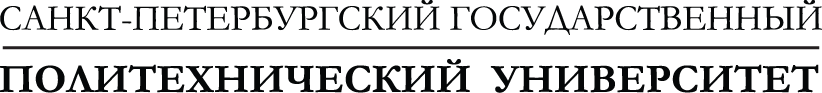 САНКТ-ПЕТЕРБУРГСКИЙ ГОСУДАРСТВЕННЫЙ
ПОЛИТЕХНИЧЕСКИЙ УНИВЕРСИТЕТ